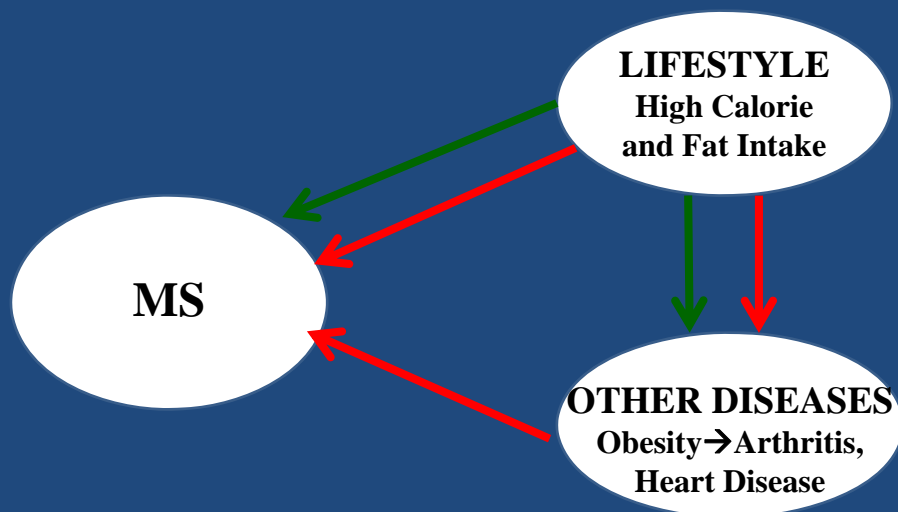 LIFESTYLE
High Calorie
and Fat Intake
MS
OTHER DISEASES
Obesity→Arthritis,
Heart Disease